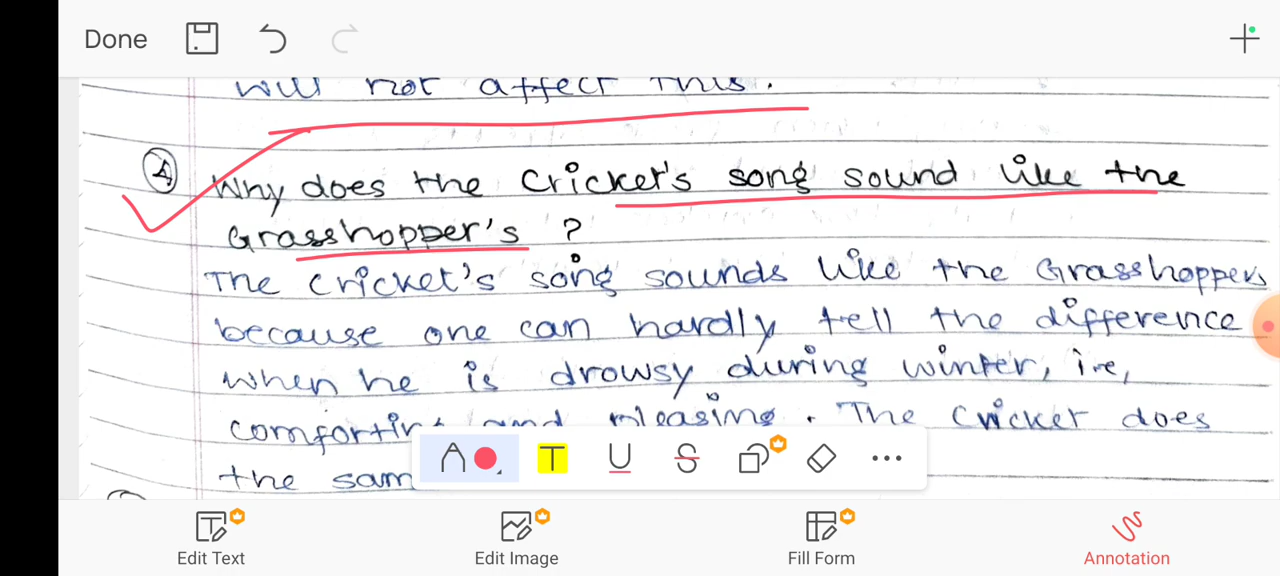 Done
will not affect this.
4 Why does the Cricket's song sound like the
Grasshopper's ?
The Cricket's song sounds like the Grasshoppers
because one can hardly tell the difference
when he is drowsy during winter, i.e,
comforting and pleasing. The Cricket does
the sam
Edit Text
Edit Image
Fill Form
Annotation